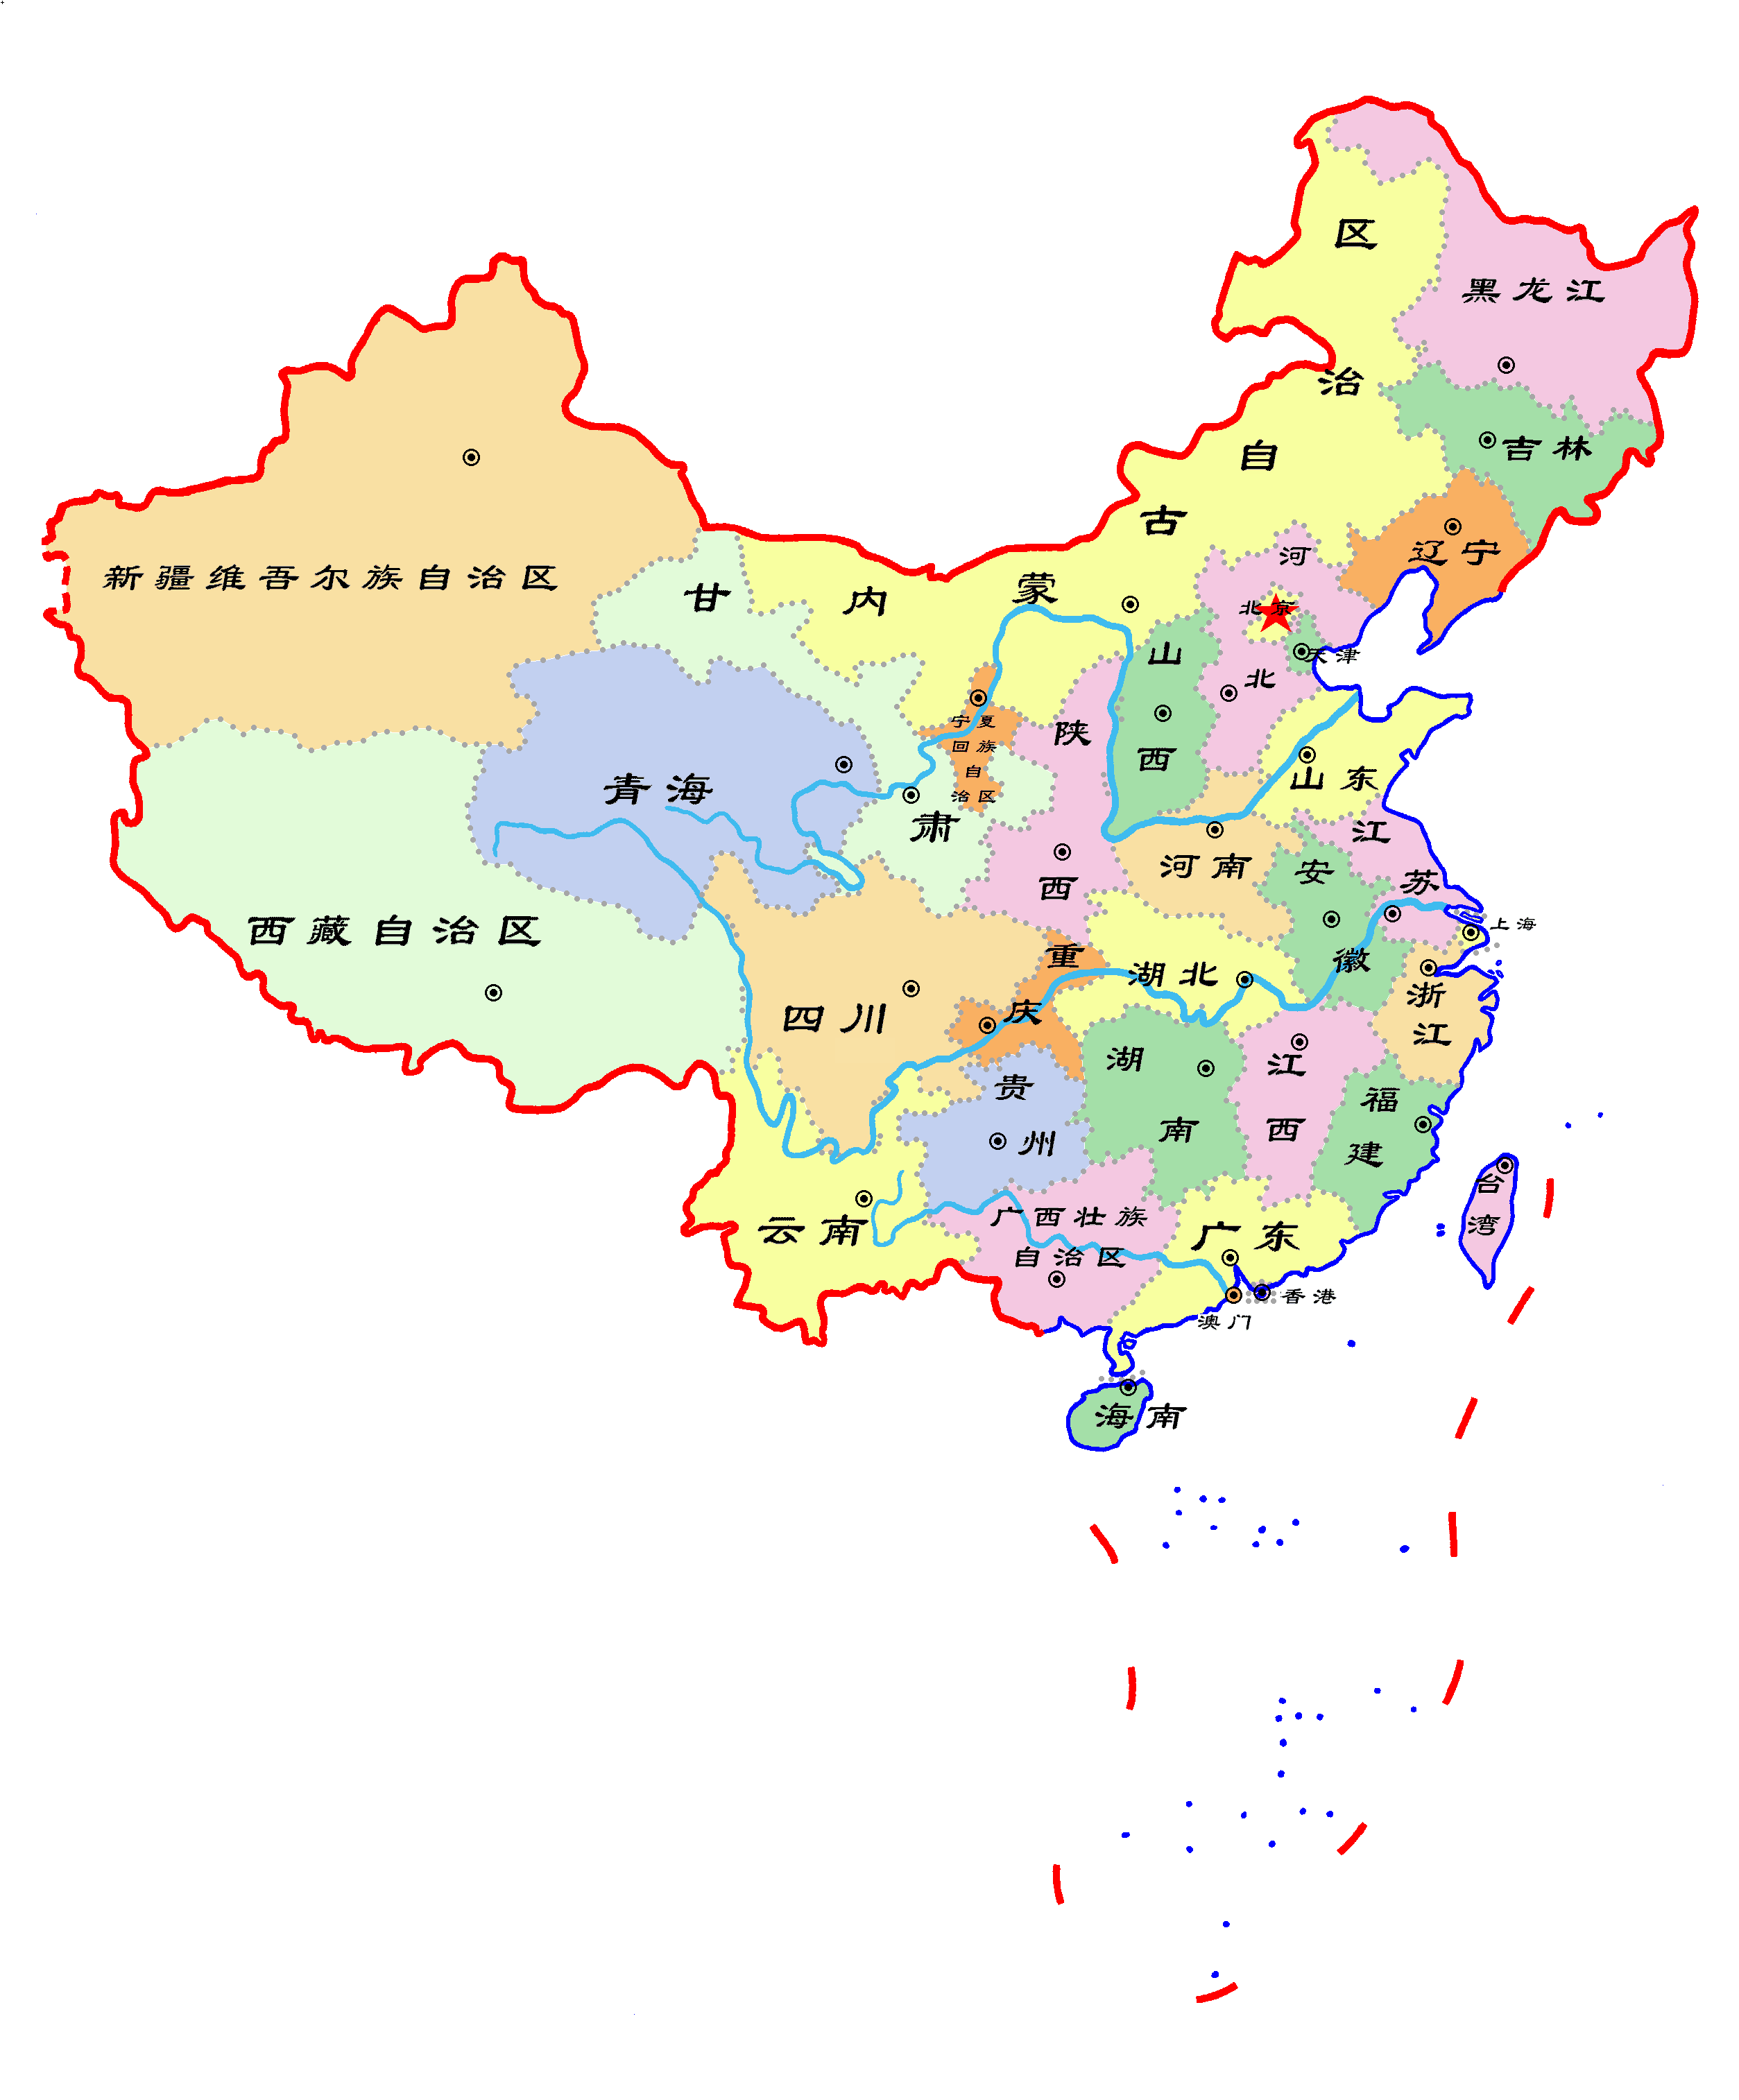 黑龙江
吉林
辽宁
内蒙古自治区
新疆维吾尔族自治区
甘肃
北京
天津
河北
山西
宁夏
回族
自
治区
陕西
青海
山东
河南
江苏
安徽
上海
西藏自治区
四川
重庆
湖北
浙江
湖南
江西
贵州
福建
云南
广西壮族
自治区
广东
台湾
香港
澳门
海南